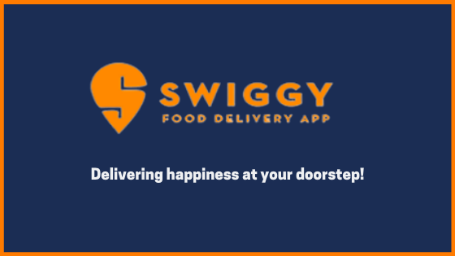 SWIGGY
FOOD DELIVERY APP
Delivering happiness at your doorstep!